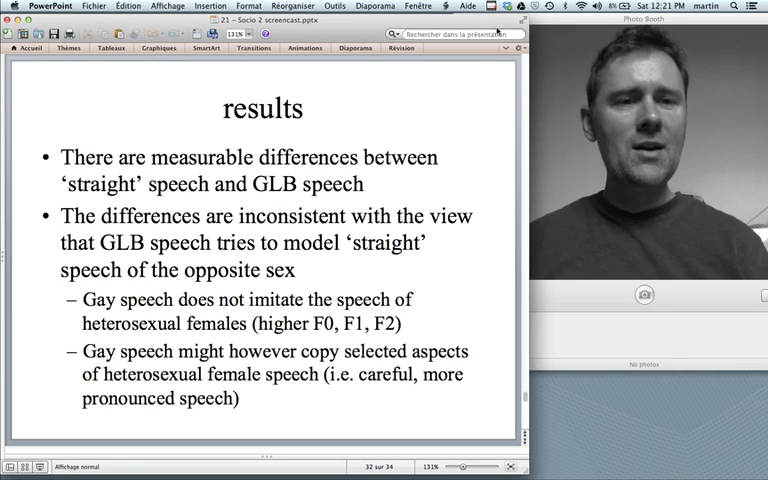 PowerPoint Fichier Édition Affichage Insertion Format Réorganiser Outils Diaporama Fenêtre Aide 8% Sat 12:21 PM martin
21 – Socio 2 screencast.pptx
Photo Booth
131%
Rechercher dans la présentation
Accueil Thèmes Tableaux Graphiques SmartArt Transitions Animations Diaporama Révision
results
• There are measurable differences between
‘straight’ speech and GLB speech
• The differences are inconsistent with the view
that GLB speech tries to model ‘straight’
speech of the opposite sex
– Gay speech does not imitate the speech of
heterosexual females (higher F0, F1, F2)
– Gay speech might however copy selected aspects
of heterosexual female speech (i.e. careful, more
pronounced speech)
No photos
Affichage normal 32 sur 34 131%